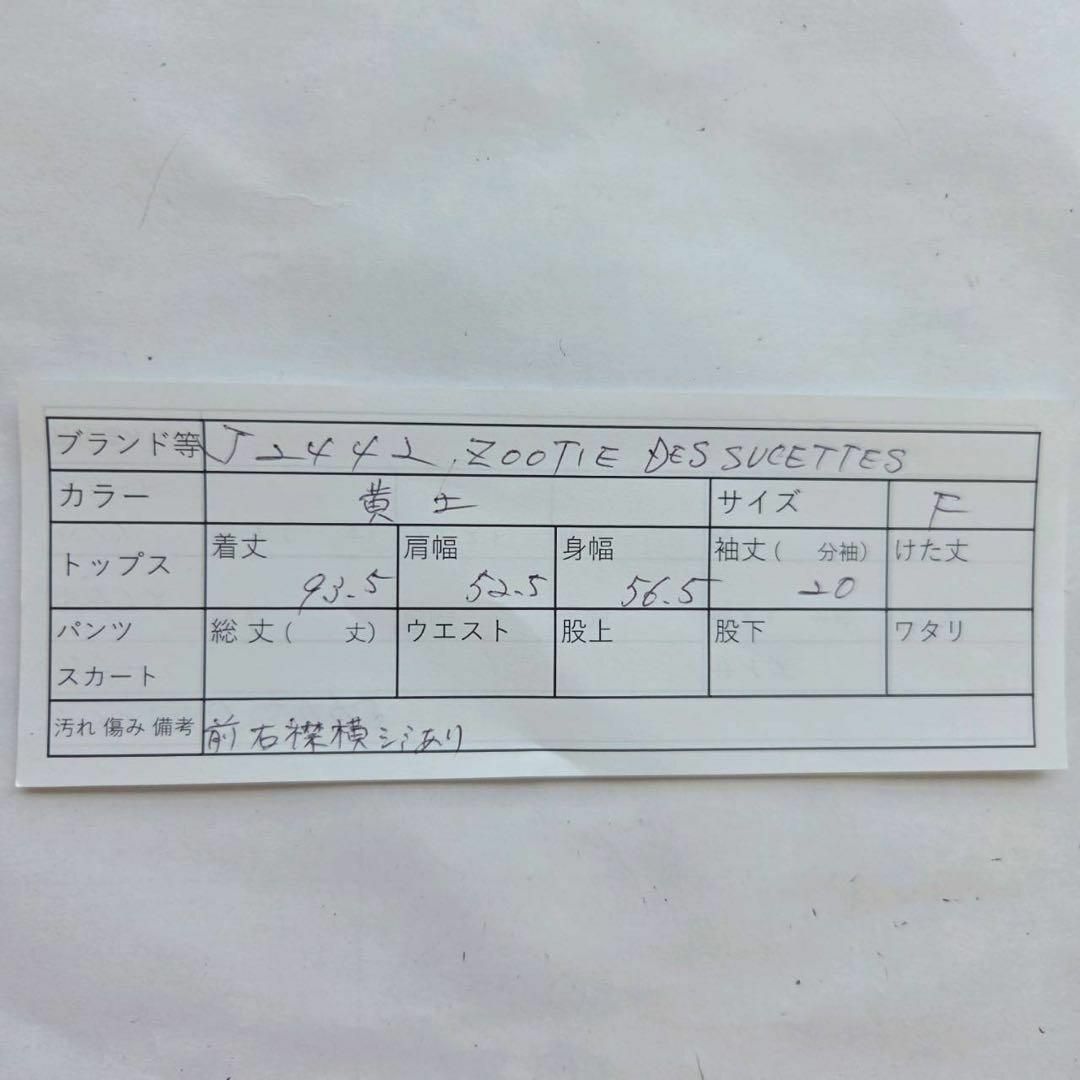 ブランド等 J2442, ZOOTIE DES SUCETTES
カラー 黄土 サイズ F
トップス 着丈 93.5 肩幅 52.5 身幅 56.5 袖丈( 分袖) 20 けた丈
パンツ スカート 総丈( 丈) ウエスト 股上 股下 ワタリ
汚れ 傷み 備考 前右襟横シミあり